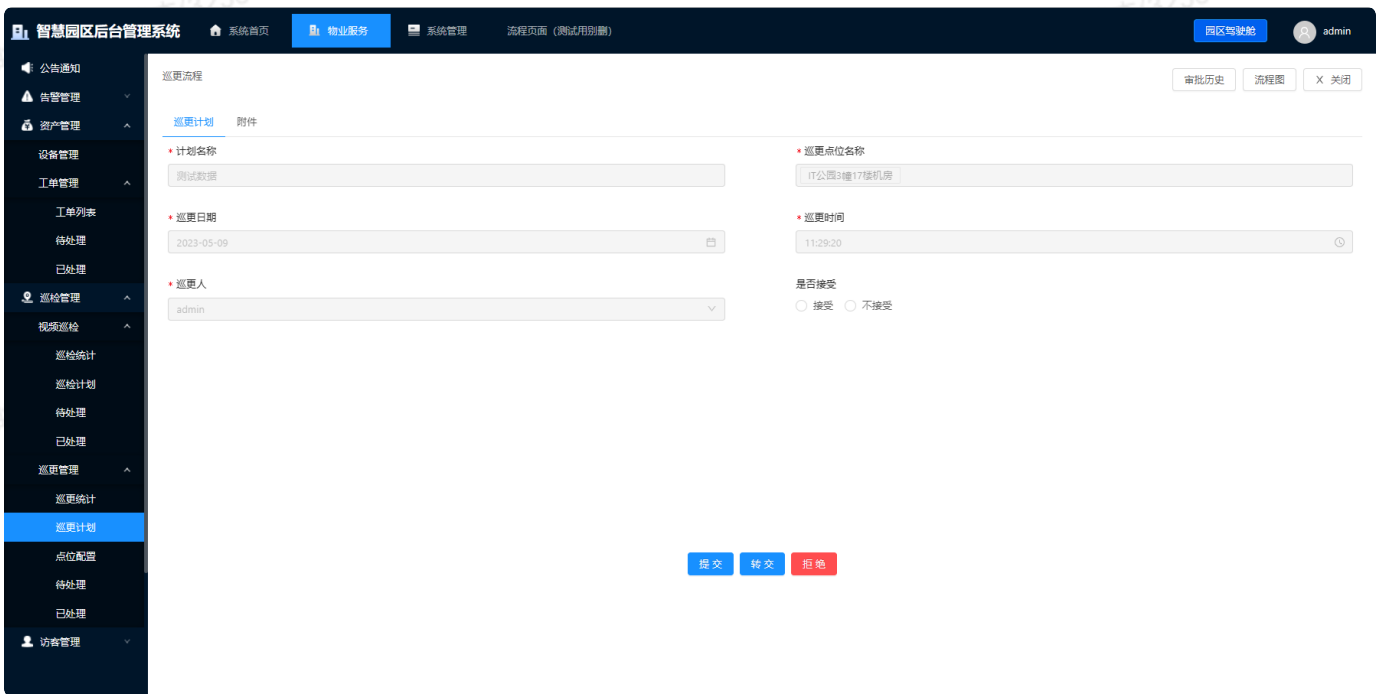 智慧园区后台管理系统 系统首页 物业服务 系统管理 流程页面（测试用别删） 园区驾驶舱 admin
公告通知
告警管理
资产管理
设备管理
工单管理
工单列表
待处理
已处理
巡检管理
视频巡检
巡检统计
巡检计划
待处理
已处理
巡更管理
巡更统计
巡更计划
点位配置
待处理
已处理
访客管理
巡更流程 审批历史 流程图 X 关闭
巡更计划 附件
* 计划名称 * 巡更点位名称
测试数据 IT公园3幢17楼机房
* 巡更日期 * 巡更时间
2023-05-09 11:29:20
* 巡更人 是否接受
admin 接受 不接受
提交 转交 拒绝